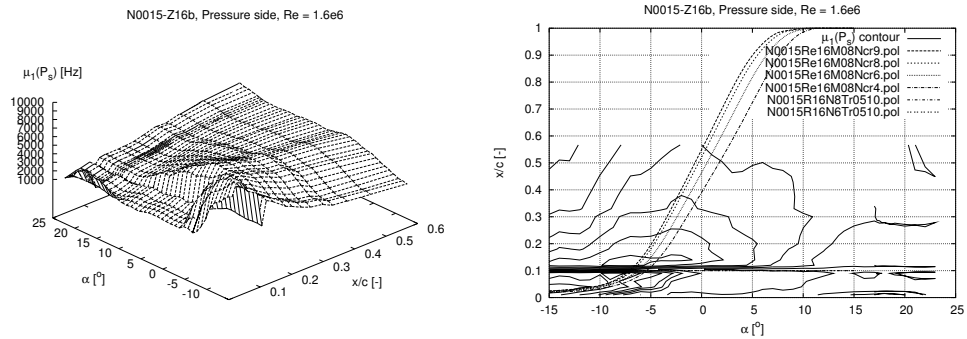 N0015-Z16b, Pressure side, Re = 1.6e6
μ1(Ps) [Hz]
10000
9000
8000
7000
6000
5000
4000
3000
2000
1000
25
20
15
10
5
0
-5
-10
α [o]
0.1
0.2
0.3
0.4
0.5
0.6
x/c [-]
N0015-Z16b, Pressure side, Re = 1.6e6
μ1(Ps) contour
N0015Re16M08Ncr9.pol
N0015Re16M08Ncr8.pol
N0015Re16M08Ncr6.pol
N0015Re16M08Ncr4.pol
N0015R16N8Tr0510.pol
N0015R16N6Tr0510.pol
x/c [-]
1
0.9
0.8
0.7
0.6
0.5
0.4
0.3
0.2
0.1
0
-15 -10 -5 0 5 10 15 20 25
α [o]